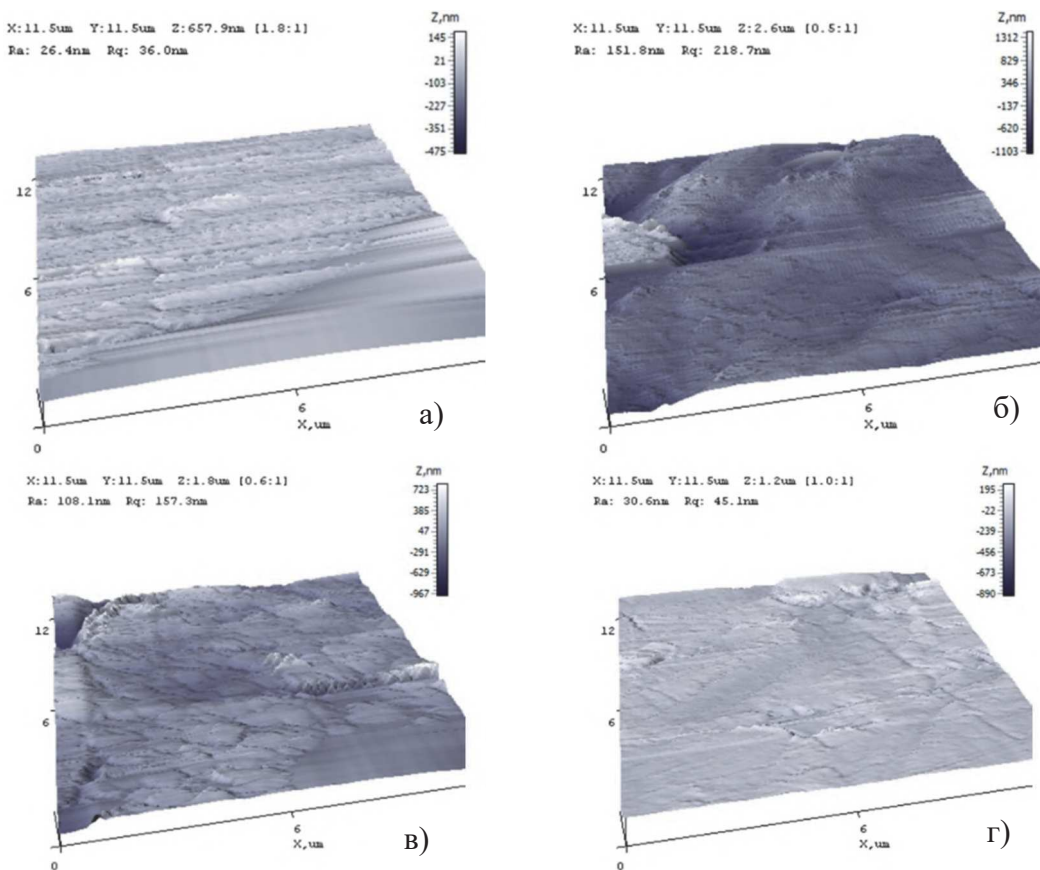 X:11.5um Y:11.5um Z:657.9nm [1.8:1]
Ra: 26.4nm Rq: 36.0nm
Z,nm
145
21
-103
-227
-351
-475
12
6
0
6
X,um
а)
X:11.5um Y:11.5um Z:2.6um [0.5:1]
Ra: 151.8nm Rq: 218.7nm
Z,nm
1312
829
346
-137
-620
-1103
12
6
0
6
X,um
б)
X:11.5um Y:11.5um Z:1.8um [0.6:1]
Ra: 108.1nm Rq: 157.3nm
Z,nm
723
385
47
-291
-629
-967
12
6
0
6
X,um
в)
X:11.5um Y:11.5um Z:1.2um [1.0:1]
Ra: 30.6nm Rq: 45.1nm
Z,nm
195
-22
-239
-456
-673
-890
12
6
0
6
X,um
г)